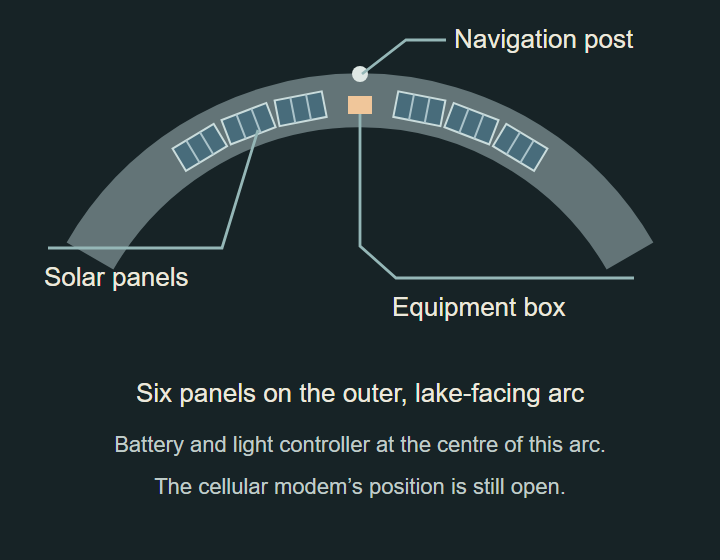 Navigation post
Solar panels
Equipment box
Six panels on the outer, lake-facing arc
Battery and light controller at the centre of this arc.
The cellular modem’s position is still open.